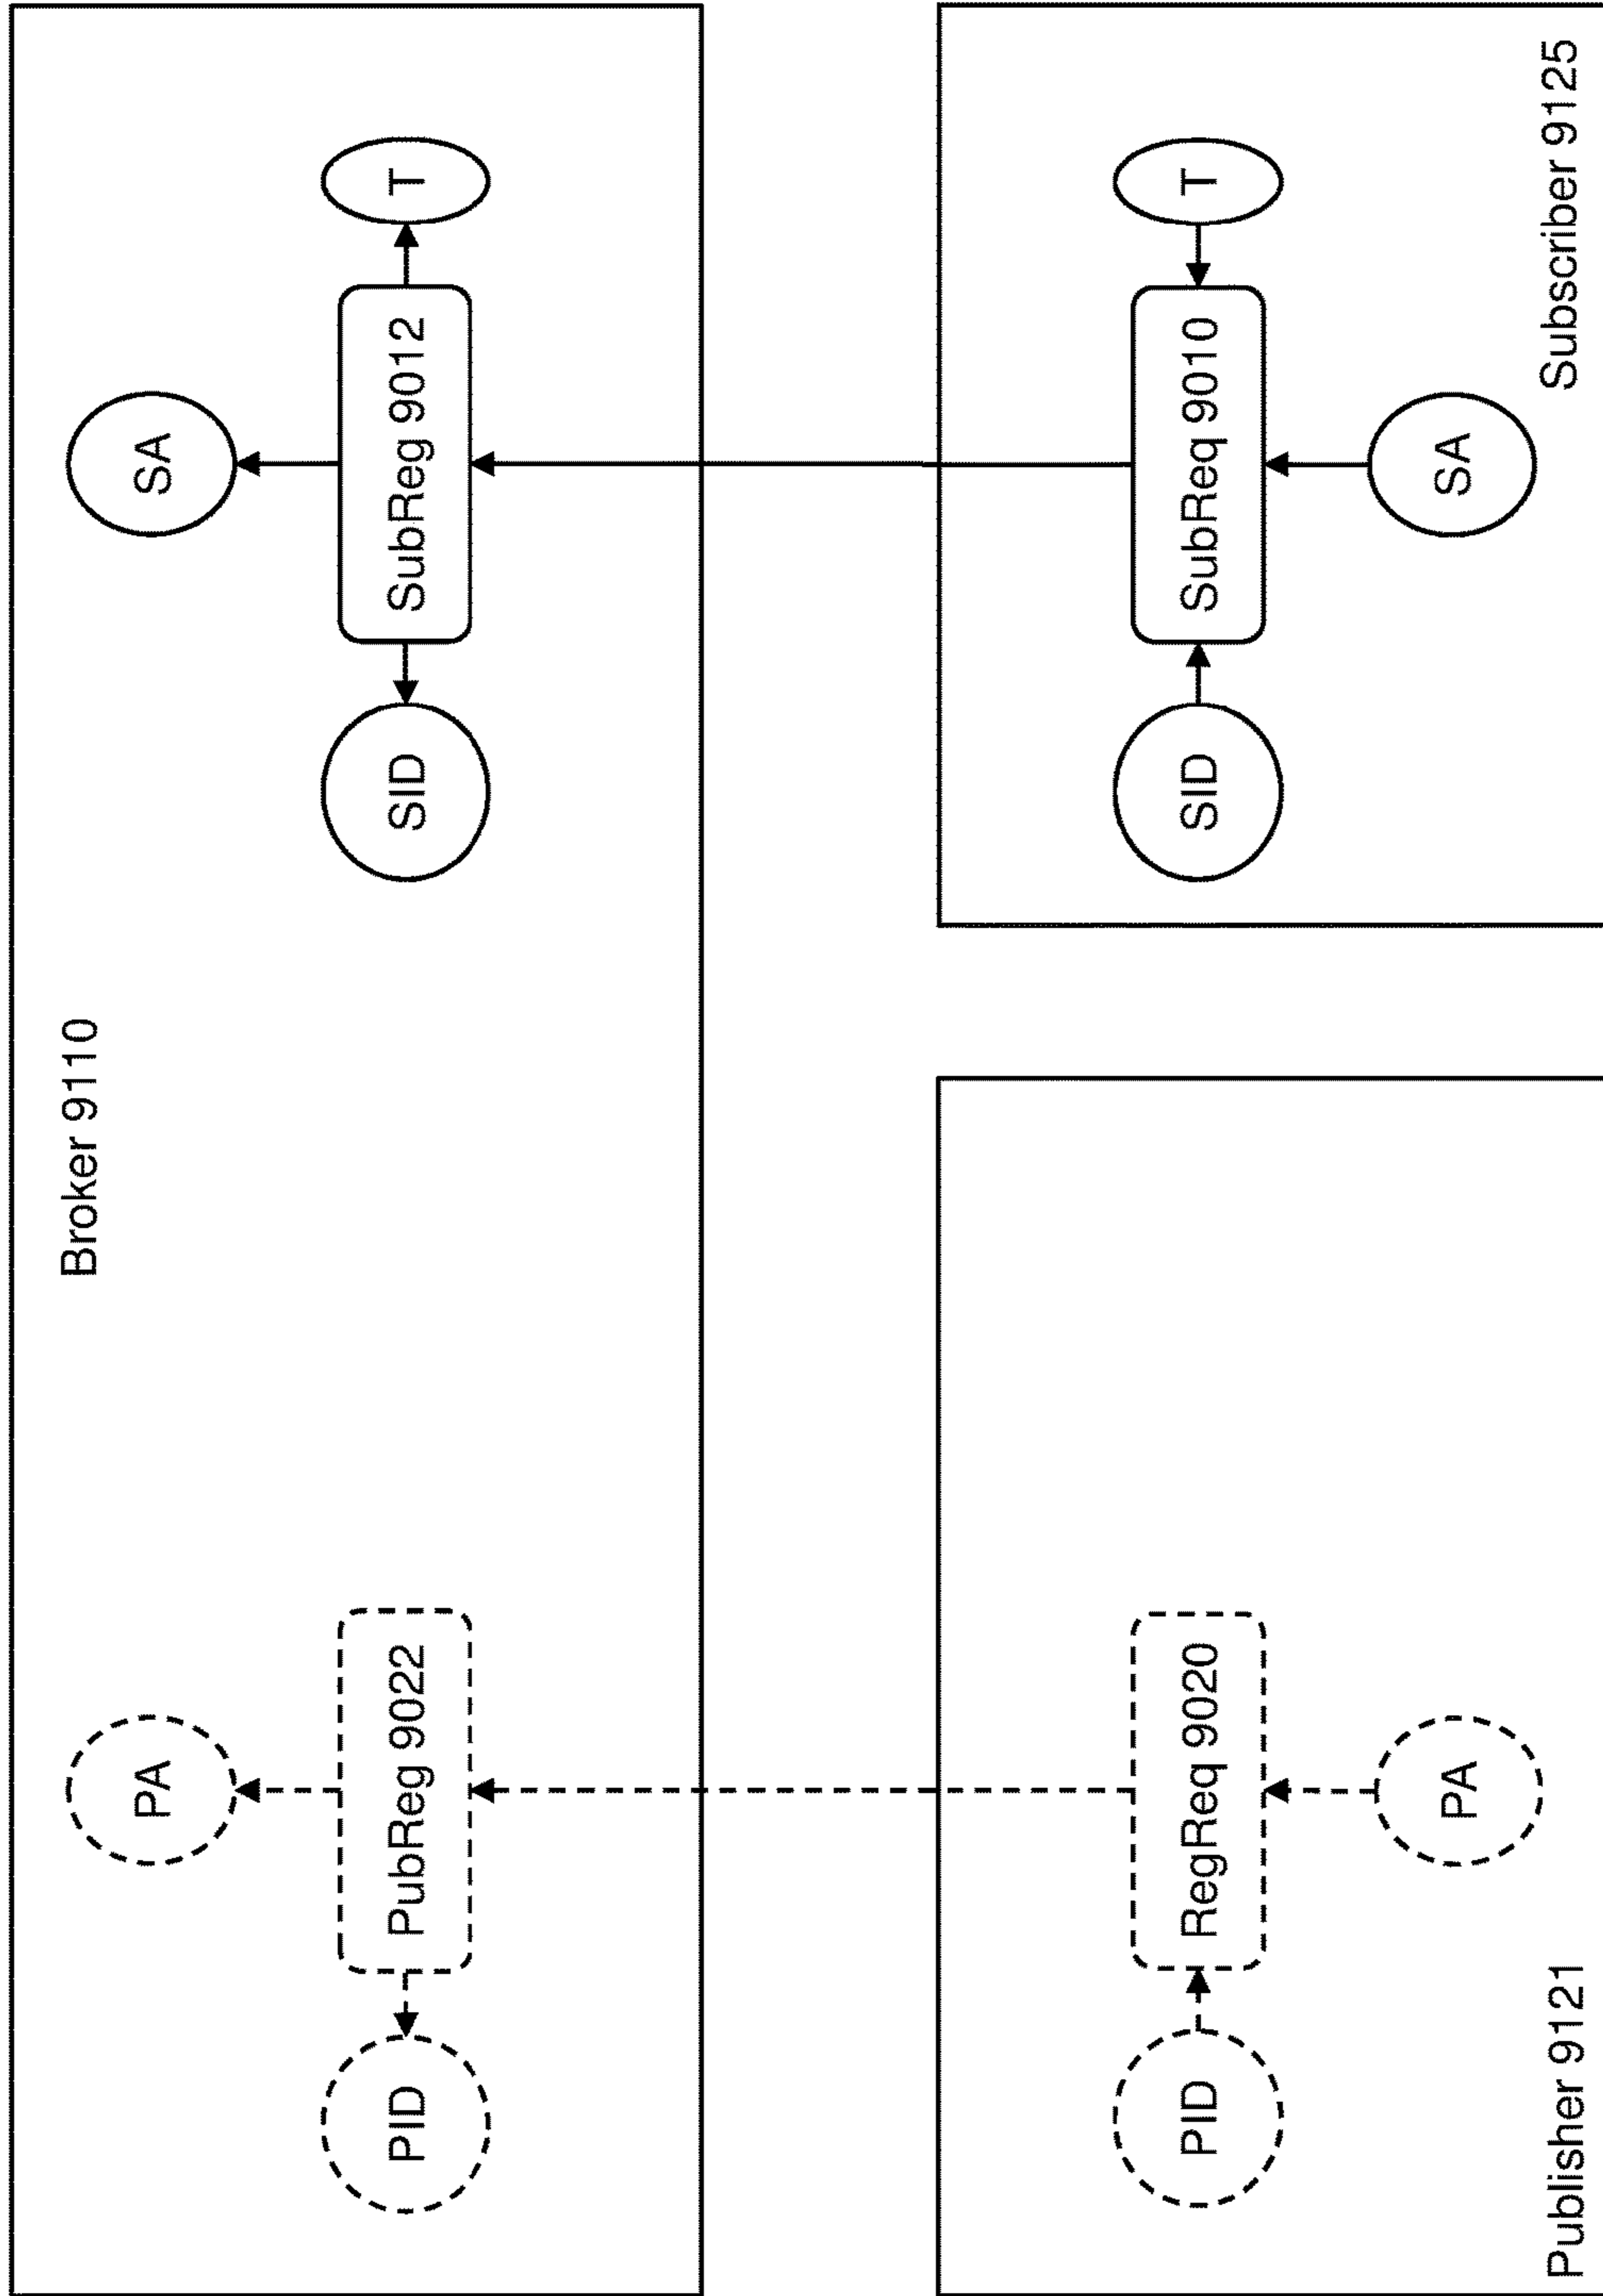 Broker 9110
PA
SA
PID
PubReg 9022
SID
SubReg 9012
T
PID
RegReq 9020
SID
SubReq 9010
T
PA
SA
Publisher 9121
Subscriber 9125